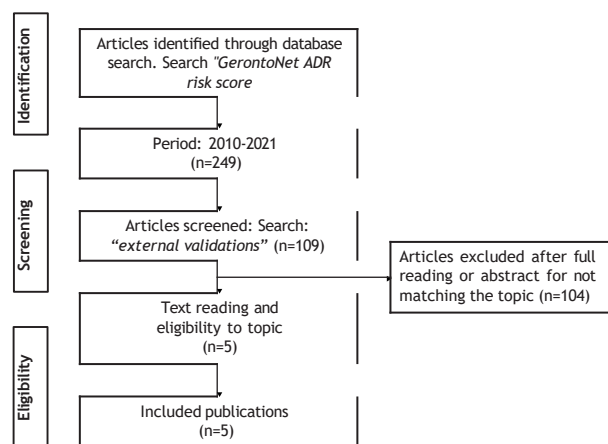 Identification
Articles identified through database
search. Search "GerontoNet ADR
risk score
Period: 2010-2021
(n=249)
Screening
Articles screened: Search:
“external validations” (n=109)
Articles excluded after full
reading or abstract for not
matching the topic (n=104)
Text reading and
eligibility to topic
(n=5)
Eligibility
Included publications
(n=5)